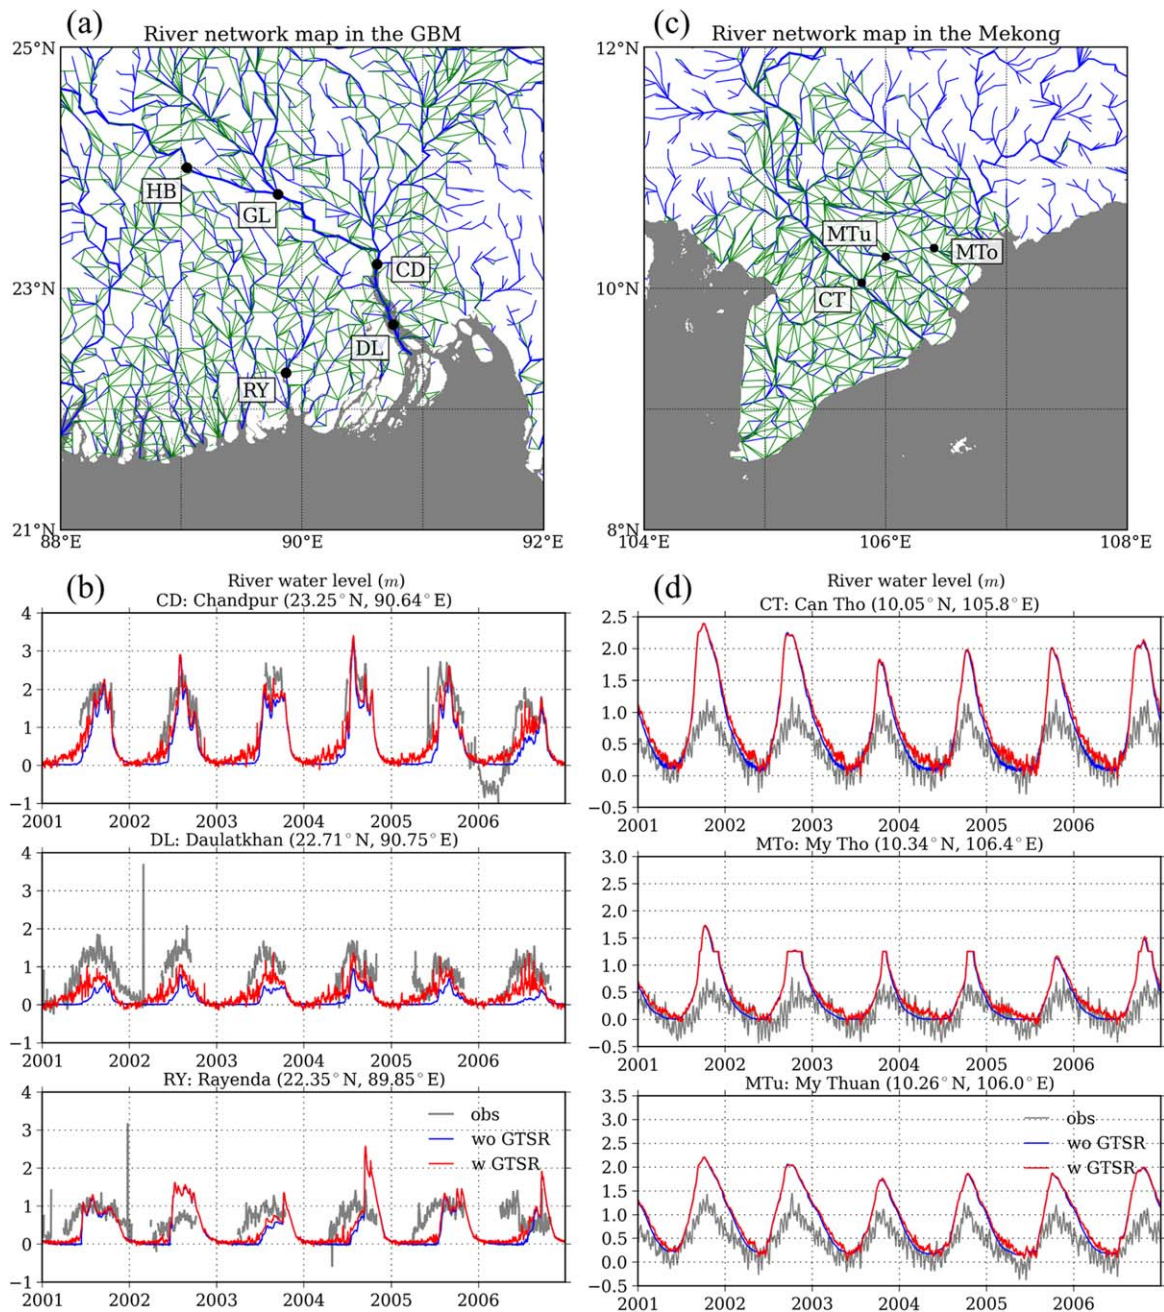 (a)
River network map in the GBM
25°N
23°N
21°N
88°E 90°E 92°E
HB
GL
CD
DL
RY
(c)
River network map in the Mekong
12°N
10°N
8°N
104°E 106°E 108°E
MTu
MTo
CT
(b)
River water level (m)
CD: Chandpur (23.25°N, 90.64°E)
4
3
2
1
0
−1
2001 2002 2003 2004 2005 2006
DL: Daulatkhan (22.71°N, 90.75°E)
4
3
2
1
0
−1
2001 2002 2003 2004 2005 2006
RY: Rayenda (22.35°N, 89.85°E)
4
3
2
1
0
−1
obs
wo GTSR
w GTSR
2001 2002 2003 2004 2005 2006
(d)
River water level (m)
CT: Can Tho (10.05°N, 105.8°E)
2.5
2.0
1.5
1.0
0.5
0.0
−0.5
2001 2002 2003 2004 2005 2006
MTo: My Tho (10.34°N, 106.4°E)
3.0
2.5
2.0
1.5
1.0
0.5
0.0
−0.5
2001 2002 2003 2004 2005 2006
MTu: My Thuan (10.26°N, 106.0°E)
3.5
3.0
2.5
2.0
1.5
1.0
0.5
0.0
−0.5
obs
wo GTSR
w GTSR
2001 2002 2003 2004 2005 2006